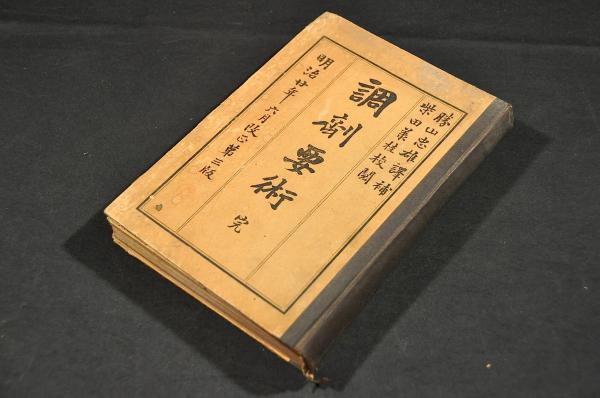 勝山忠雄譯補
柴田承桂校閲
調劑要術 完
明治廿年 六月改正第三版